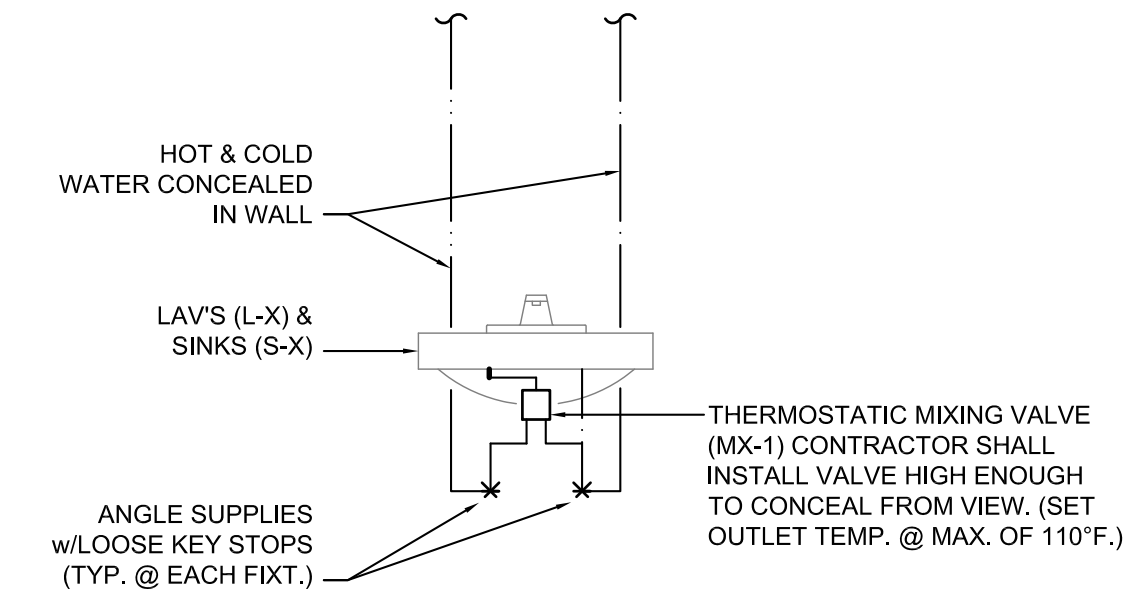 HOT & COLD
WATER CONCEALED
IN WALL
LAV'S (L-X) &
SINKS (S-X)
THERMOSTATIC MIXING VALVE
(MX-1) CONTRACTOR SHALL
INSTALL VALVE HIGH ENOUGH
TO CONCEAL FROM VIEW. (SET
OUTLET TEMP. @ MAX. OF 110°F.)
ANGLE SUPPLIES
w/LOOSE KEY STOPS
(TYP. @ EACH FIXT.)